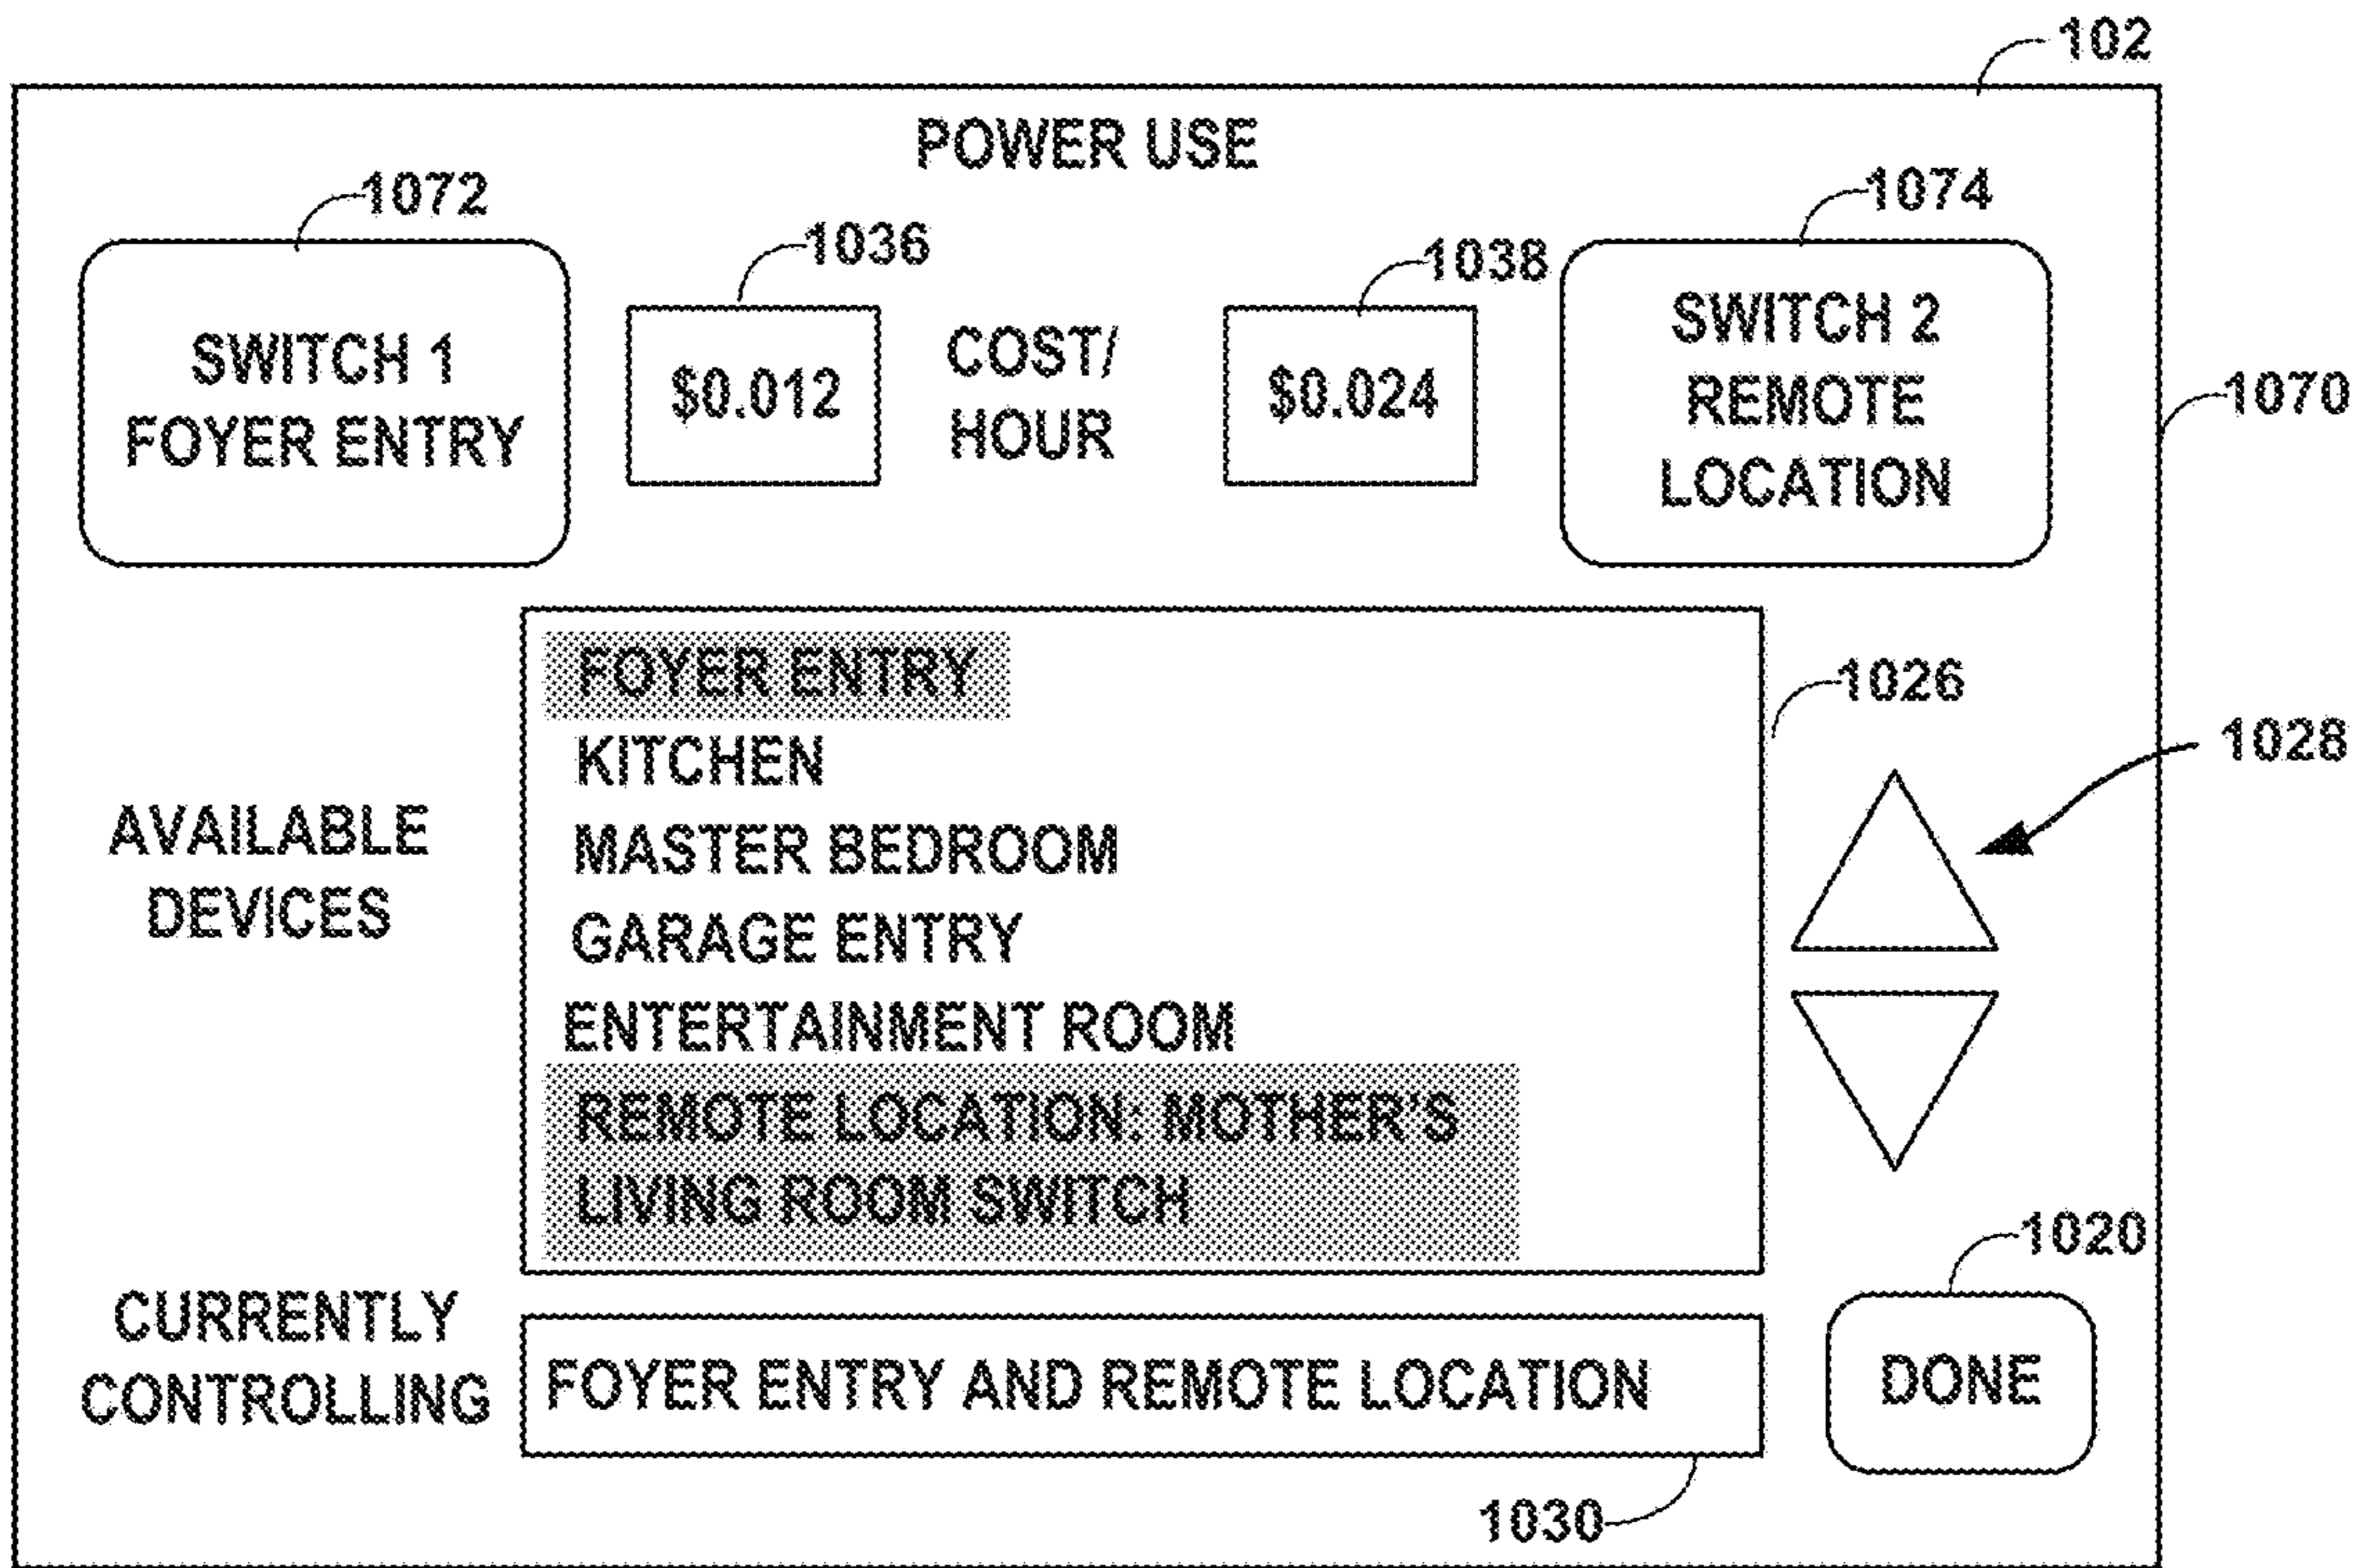 102
POWER USE
1072
1074
1036
1038
SWITCH 1
FOYER ENTRY
$0.012
COST/
HOUR
$0.024
SWITCH 2
REMOTE
LOCATION
1070
FOYER ENTRY
1026
KITCHEN
1028
AVAILABLE
DEVICES
MASTER BEDROOM
GARAGE ENTRY
ENTERTAINMENT ROOM
REMOTE LOCATION: MOTHER'S
LIVING ROOM SWITCH
1020
CURRENTLY
CONTROLLING
FOYER ENTRY AND REMOTE LOCATION
DONE
1030